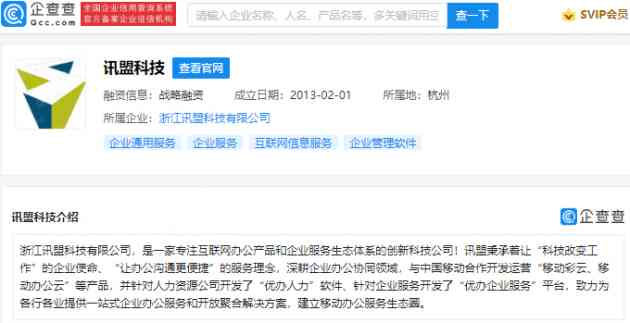 企查查
Qcc.com
全国企业信用查询系统
官方备案企业征信机构
请输入企业名称、人名、产品名等，多关键词用空
查一下
SVIP会员
讯盟科技
查看官网
融资信息：战略融资 成立日期：2013-02-01 所属地：杭州
所属企业：浙江讯盟科技有限公司
企业通用服务 企业服务 互联网信息服务 企业管理软件
讯盟科技介绍
企查查
浙江讯盟科技有限公司，是一家专注互联网办公产品和企业服务生态体系的创新科技公司！讯盟秉承着让“科技改变工
作”的企业使命、“让办公沟通更便捷”的服务理念，深耕企业办公协同领域，与中国移动合作开发运营“移动彩云、移
动办公云”等产品，并针对人力资源公司开发了“优办人力”软件、针对企业服务开发了“优办企业服务”平台，致力为
各行各业提供一站式企业办公服务和开放聚合解决方案，建立移动办公服务生态圈。